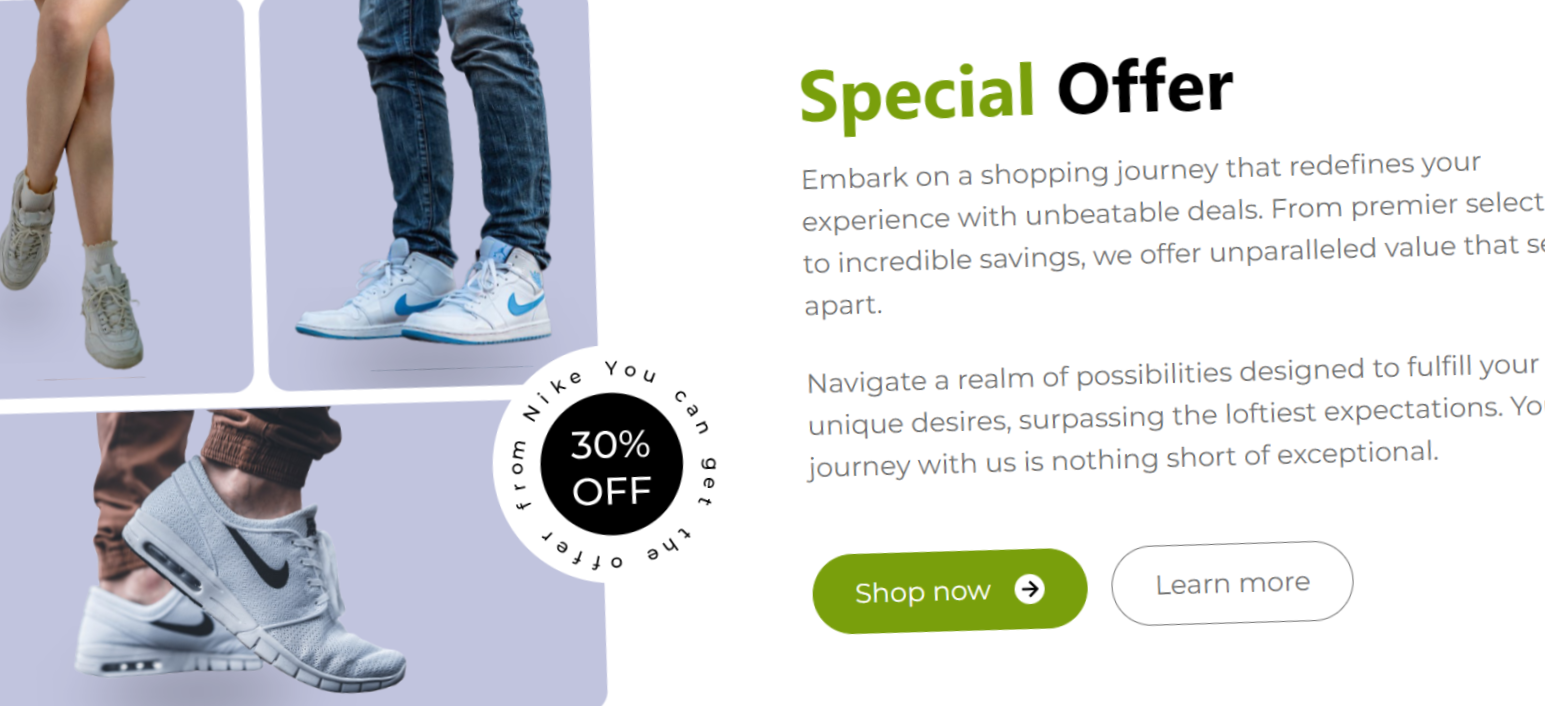 Special Offer
Embark on a shopping journey that redefines your
experience with unbeatable deals. From premier select
to incredible savings, we offer unparalleled value that se
apart.
Navigate a realm of possibilities designed to fulfill your
unique desires, surpassing the loftiest expectations. Yo
journey with us is nothing short of exceptional.
You can get the offer from Nike
30%
OFF
Shop now
Learn more